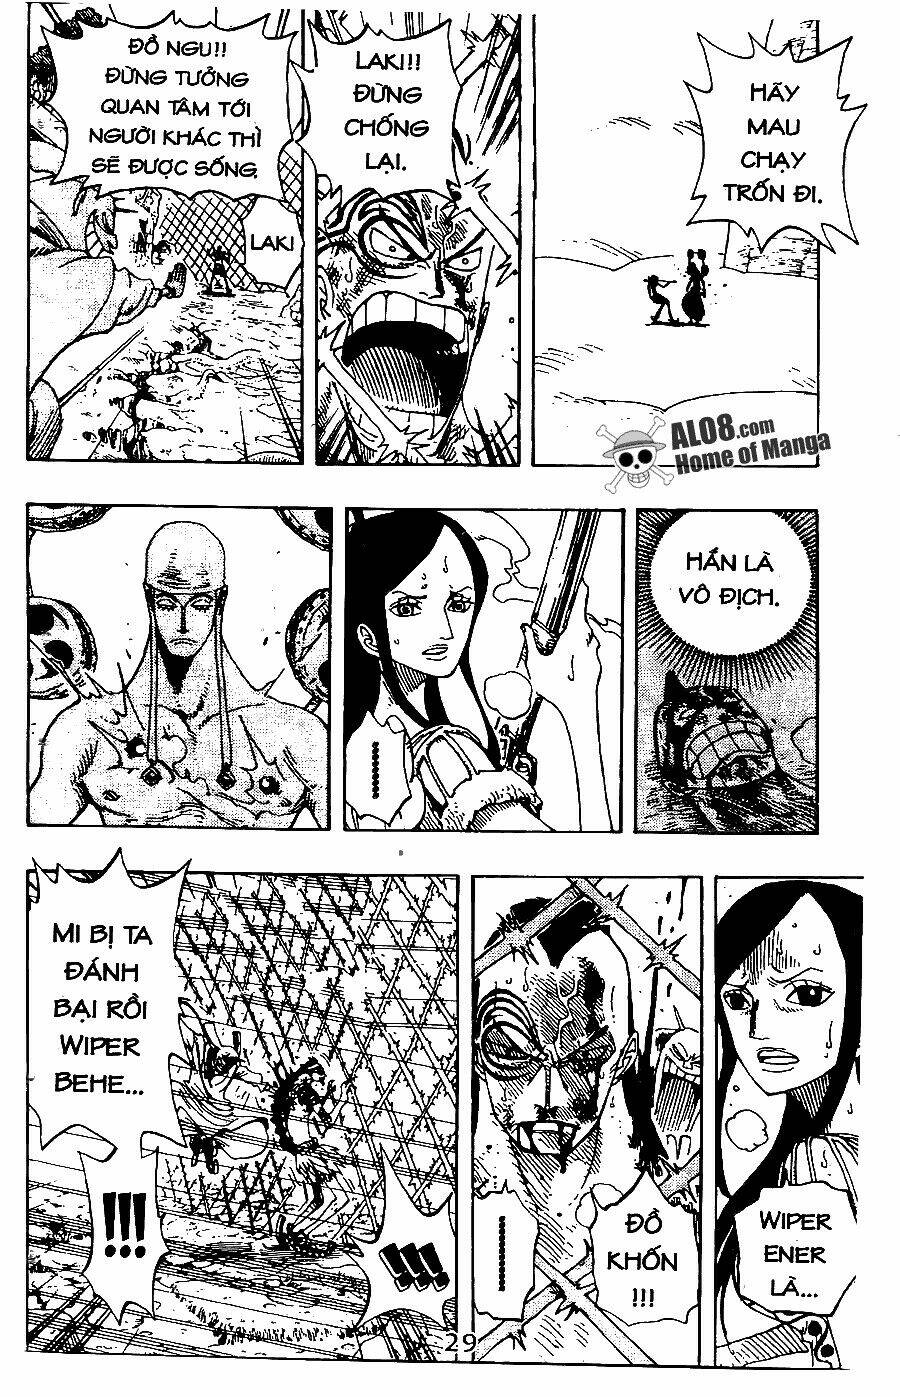 HÃY
MAU
CHẠY
TRỐN ĐI.
LAKI!!!
ĐỪNG
CHỐNG
LẠI.
ĐỒ NGU!!
ĐỪNG TƯỞNG
QUAN TÂM TỚI
NGƯỜI KHÁC THÌ
SẼ ĐƯỢC SỐNG.
LAKI
ALO8.com
Home of Manga
HẮN LÀ
VÔ ĐỊCH.
..........
WIPER
ENER
LÀ...
ĐỒ
KHỐN
!!!
..........
!!!!
MI BỊ TA
ĐÁNH
BẠI RỒI
WIPER
BEHE...
!!!
29